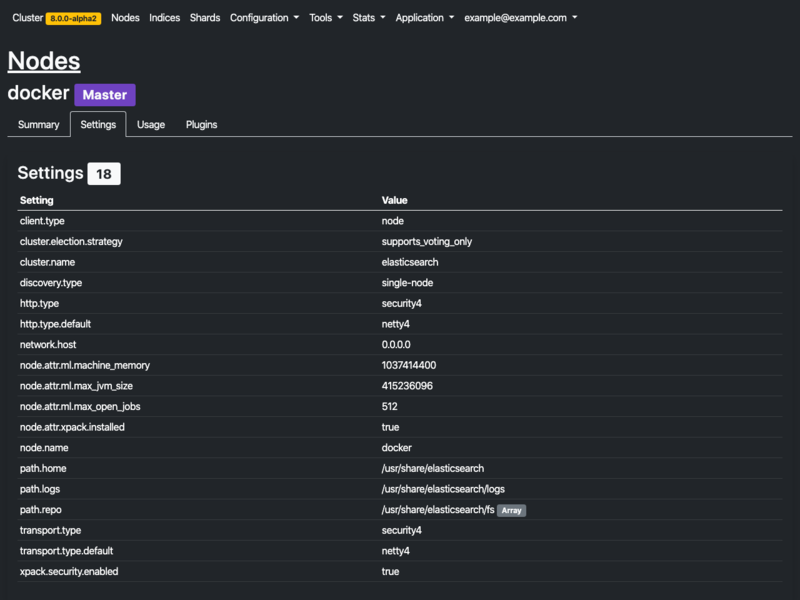 Cluster 8.0.0-alpha2 Nodes Indices Shards Configuration Tools Stats Application example@example.com
Nodes
docker Master
Summary Settings Usage Plugins
Settings 18
Setting Value
client.type node
cluster.election.strategy supports_voting_only
cluster.name elasticsearch
discovery.type single-node
http.type security4
http.type.default netty4
network.host 0.0.0.0
node.attr.ml.machine_memory 1037414400
node.attr.ml.max_jvm_size 415236096
node.attr.ml.max_open_jobs 512
node.attr.xpack.installed true
node.name docker
path.home /usr/share/elasticsearch
path.logs /usr/share/elasticsearch/logs
path.repo /usr/share/elasticsearch/fs Array
transport.type security4
transport.type.default netty4
xpack.security.enabled true